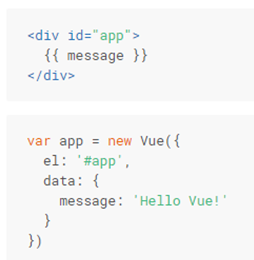 <div id="app">
  {{ message }}
</div>
var app = new Vue({
  el: '#app',
  data: {
    message: 'Hello Vue!'
  }
})